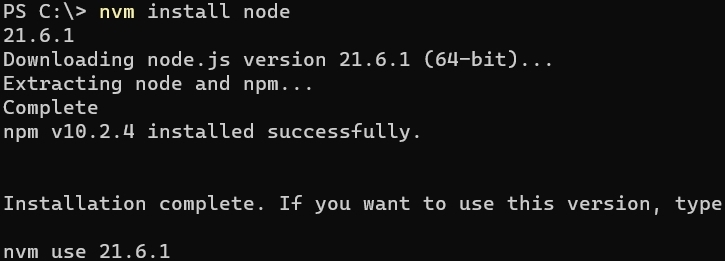 PS C:\> nvm install node
21.6.1
Downloading node.js version 21.6.1 (64-bit)...
Extracting node and npm...
Complete
npm v10.2.4 installed successfully.
Installation complete. If you want to use this version, type
nvm use 21.6.1